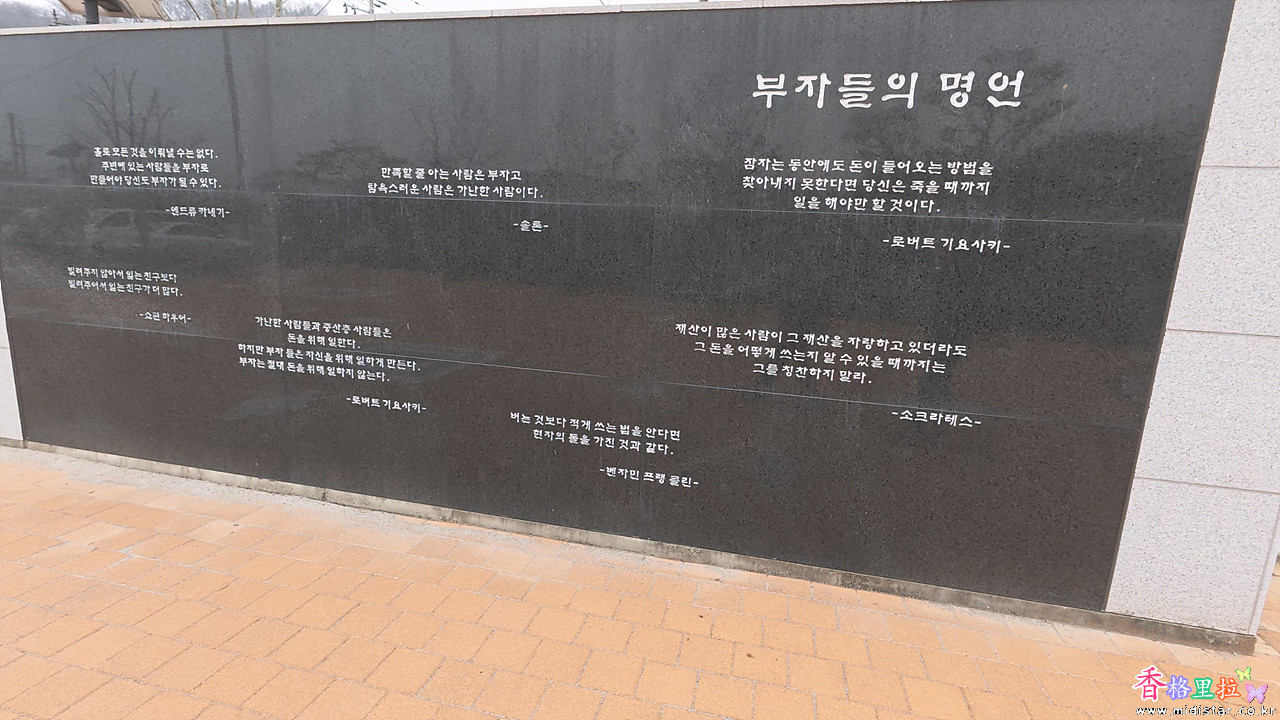 부자들의 명언
홀로 모든 것을 이뤄낼 수는 없다.
주변에 있는 사람들을 부자로
만들어야 당신도 부자가 될 수 있다.
-엔드류 카네기-
만족할 줄 아는 사람은 부자고
탐욕스러운 사람은 가난한 사람이다.
-솔론-
잠자는 동안에도 돈이 들어오는 방법을
찾아내지 못한다면 당신은 죽을 때까지
일을 해야만 할 것이다.
-로버트 기요사키-
빌려주지 않아서 잃는 친구보다
빌려주어서 잃는 친구가 더 많다.
-쇼펜 하우어-
가난한 사람들과 중산층 사람들은
돈을 위해 일한다.
하지만 부자 들은 자신을 위해 일하게 만든다.
부자는 절대 돈을 위해 일하지 않는다.
-로버트 기요사키-
재산이 많은 사람이 그 재산을 자랑하고 있더라도
그 돈을 어떻게 쓰는지 알 수 있을 때까지는
그를 칭찬하지 말라.
-소크라테스-
버는 것보다 적게 쓰는 법을 안다면
현자의 돌을 가진 것과 같다.
-벤자민 프랭 클린-
香格里拉
www.midistar.co.kr